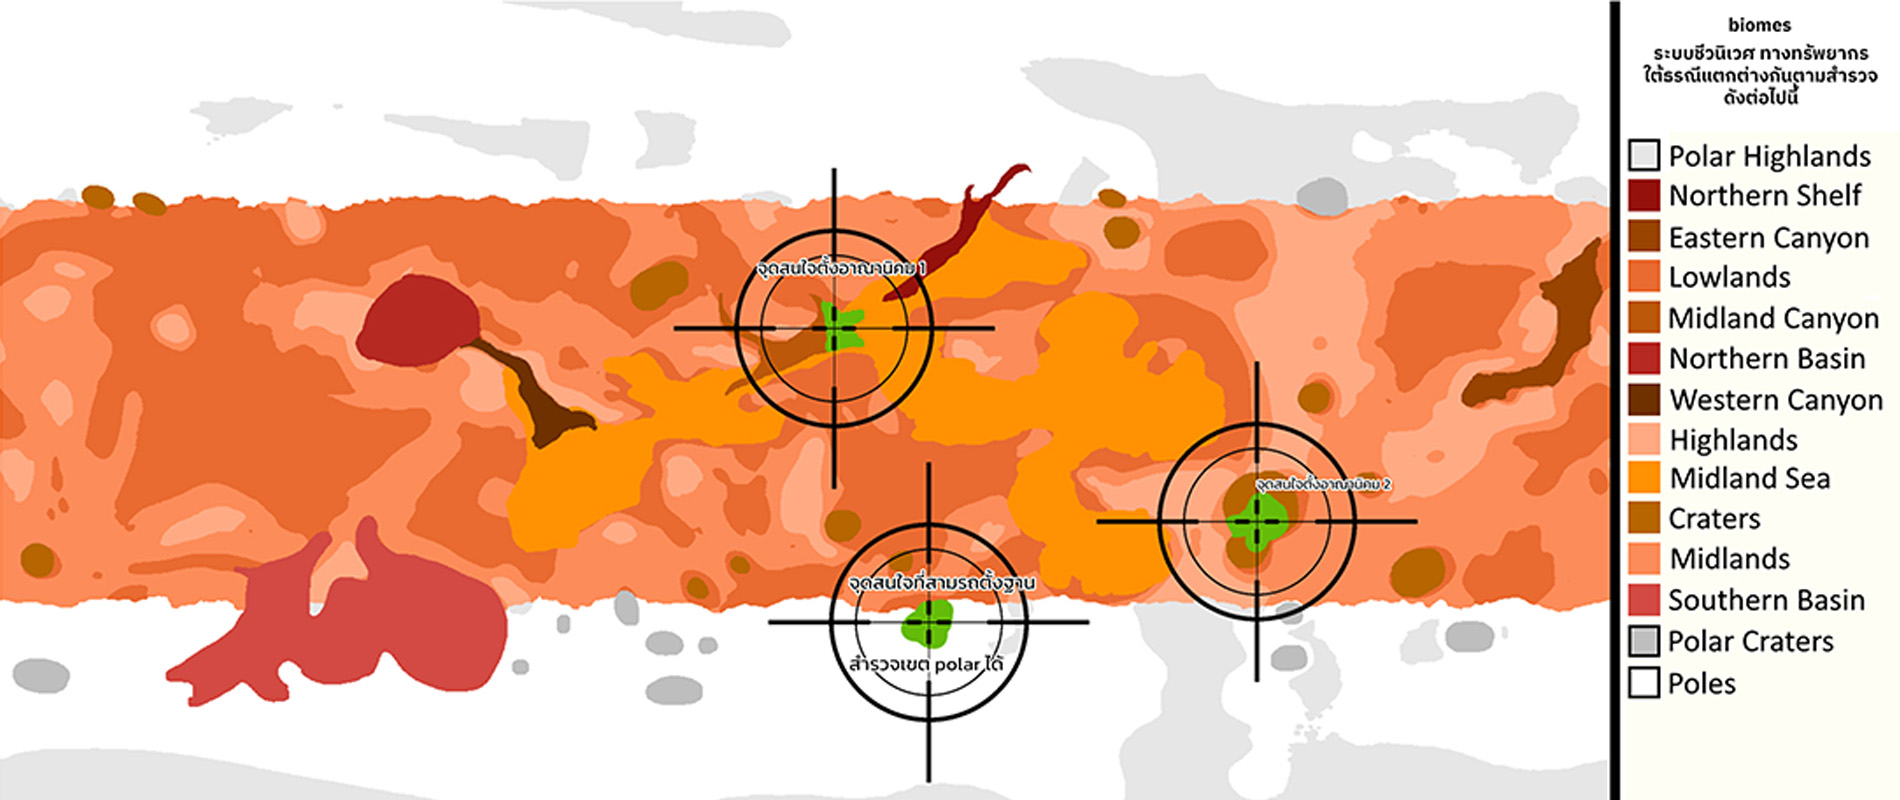 biomes
ระบบชีวนิเวศ ทางทรัพยากร
ใต้ธรณีแตกต่างกันตามสำรวจ
ดังต่อไปนี้
Polar Highlands
Northern Shelf
Eastern Canyon
Lowlands
Midland Canyon
Northern Basin
Western Canyon
Highlands
Midland Sea
Craters
Midlands
Southern Basin
Polar Craters
Poles
จุดสนใจตั้งอาณานิคม 1
จุดสนใจตั้งอาณานิคม 2
จุดสนใจที่สามรถตั้งฐาน
สำรวจเขต polar ได้